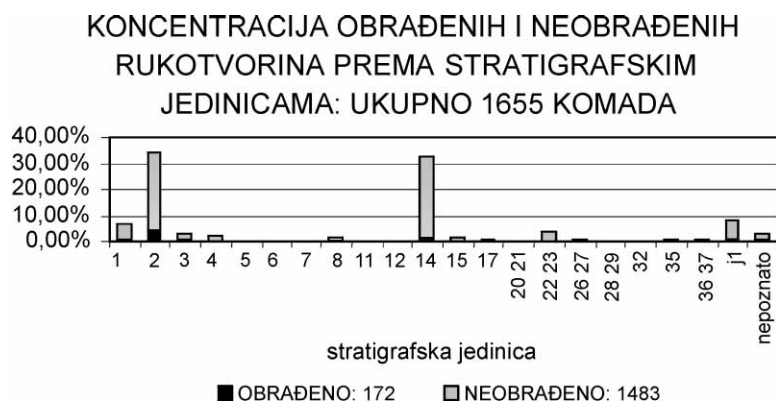 KONCENTRACIJA OBRAĐENIH I NEOBRAĐENIH
RUKOTVORINA PREMA STRATIGRAFSKIM
JEDINICAMA: UKUPNO 1655 KOMADA
40,00%
30,00%
20,00%
10,00%
0,00%
1 2 3 4 5 6 7 8 11 12 14 15 17 20 21 22 23 26 27 28 29 32 35 36 37 j1 nepoznato
stratigrafska jedinica
OBRAĐENO: 172 NEOBRAĐENO: 1483